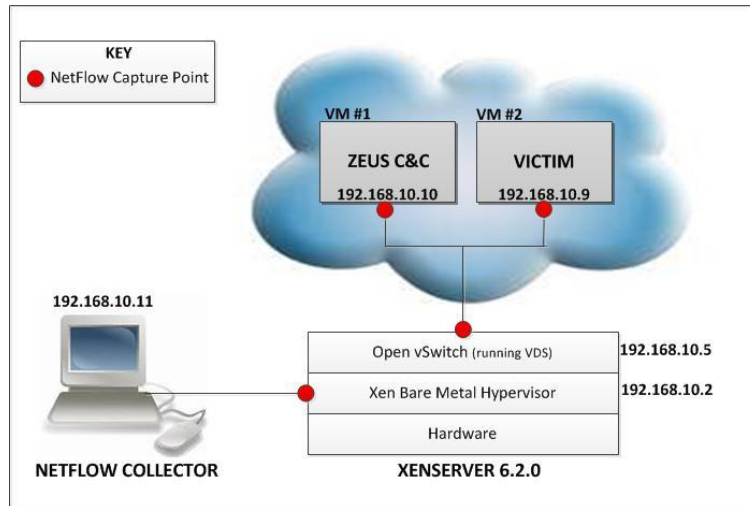 KEY
NetFlow Capture Point
VM #1
VM #2
ZEUS C&C
VICTIM
192.168.10.10
192.168.10.9
192.168.10.11
Open vSwitch (running VDS)
192.168.10.5
Xen Bare Metal Hypervisor
192.168.10.2
Hardware
NETFLOW COLLECTOR
XENSERVER 6.2.0